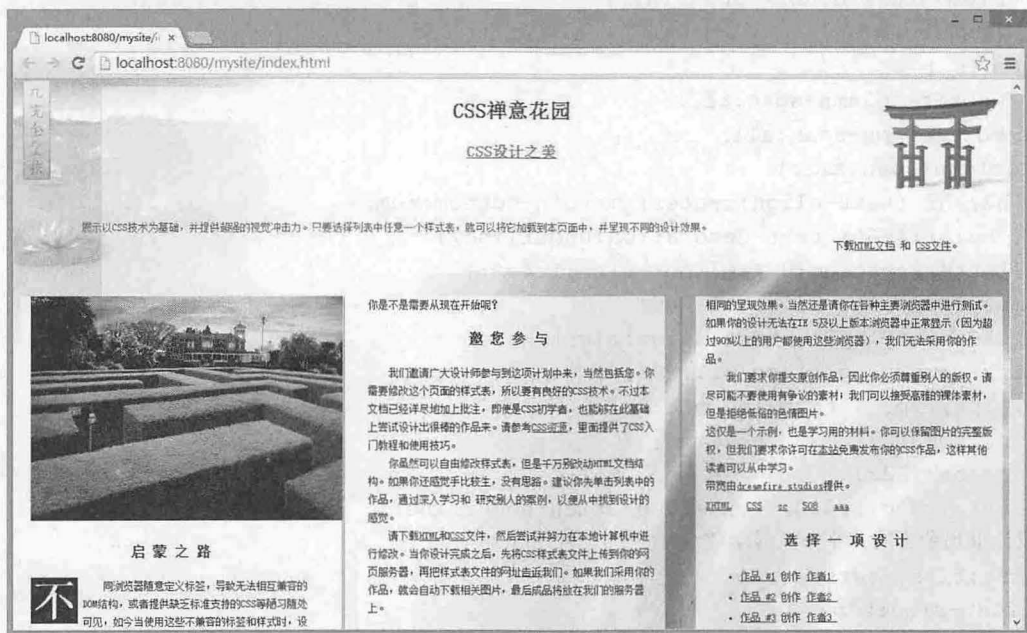 localhost:8080/mysite/i
localhost:8080/mysite/index.html
CSS禅意花园
CSS设计之美
展示以CSS技术为基础，并提供超强的视觉冲击力。只要选择列表中任意一个样式表，就可以将它加载到本页面中，并呈现不同的设计效果。
下载HTML文档 和 CSS文件。
启蒙之路
不
网浏览器随意定义标签，导致无法相互兼容的
DOM结构，或者提供缺乏标准支持的CSS等陋习随处
可见，如今当使用这些不兼容的标签和样式时，设
你是不是需要从现在开始呢？
邀您参与
我们邀请广大设计师参与到这项计划中来，当然包括您。你
需要修改这个页面的样式表，所以要有良好的CSS技术。不过本
文档已经详尽地加上批注，即使是CSS初学者，也能够在此基础
上尝试设计出很棒的作品来。请参考CSS资源，里面提供了CSS入
门教程和使用技巧。
你虽然可以自由修改样式表，但是千万别改动HTML文档结
构。如果你还感觉手比较生，没有思路。建议你先单击列表中的
作品，通过深入学习和 研究别人的案例，以便从中找到设计的
感觉。
请下载HTML和CSS文件，然后尝试并努力在本地计算机中进
行修改。当你设计完成之后，先将CSS样式表文件上传到你的网
页服务器，再把样式表文件的网址告诉我们。如果我们采用你的
作品，就会自动下载相关图片，最后成品将放在我们的服务器
上。
相同的呈现效果。当然还是请你在各种主要浏览器中进行测试。
如果你的设计无法在IE 5及以上版本浏览器中正常显示（因为超
过90%以上的用户都使用这些浏览器），我们无法采用你的作
品。
我们要求你提交原创作品，因此你必须尊重别人的版权。请
尽可能不要使用有争议的素材，我们可以接受高雅的裸体素材，
但是拒绝低俗的色情图片。
这仅是一个示例，也是学习用的材料。你可以保留图片的完整版
权，但我们要求你许可在本站免费发布你的CSS作品，这样其他
读者可以从中学习。
带宽由dreamfire studios提供。
XHTML CSS cc 508 aaa
选择一项设计
作品 #1 创作 作者1
作品 #2 创作 作者2
作品 #3 创作 作者3